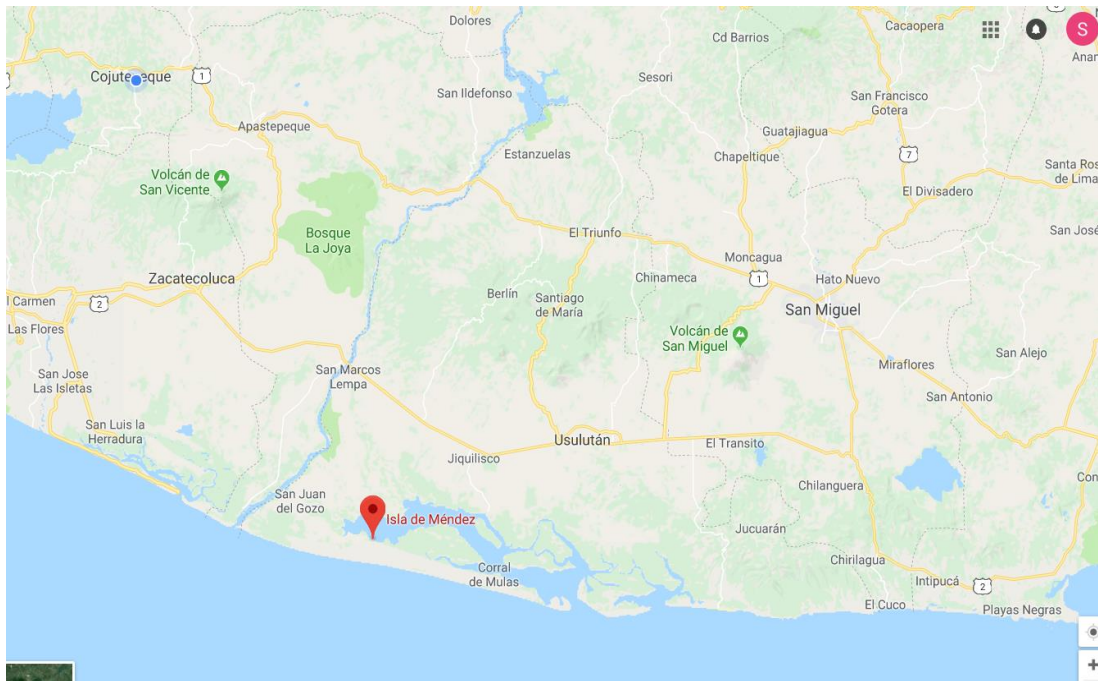 Dolores
Cacaopera
S
Cd Barrios
Anar
Cojutepeque
1
Sesori
San Ildefonso
San Francisco
Gotera
Apastepeque
Guatajiagua
Estanzuelas
Chapeltique
7
Volcán de
San Vicente
Santa Ros
de Lima
El Divisadero
Bosque
La Joya
El Triunfo
San José
Moncagua
Zacatecoluca
Chinameca
1
Hato Nuevo
Berlín
Santiago
de María
l Carmen
2
San Miguel
Las Flores
Volcán de
San Miguel
San Alejo
San Marcos
Lempa
Miraflores
San Jose
Las Isletas
San Antonio
San Luis la
Herradura
Usulután
El Transito
Jiquilisco
Con
Chilanguera
San Juan
del Gozo
Isla de Méndez
Jucuarán
Chirilagua
Corral
de Mulas
Intipucá
2
El Cuco
Playas Negras
+